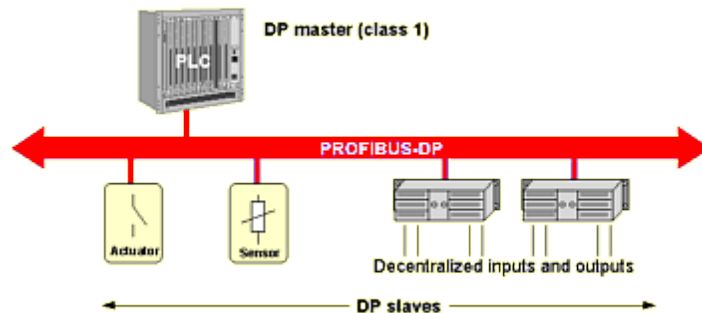 DP master (class 1)
PLC
PROFIBUS-DP
Actuator
Sensor
Decentralized inputs and outputs
DP slaves